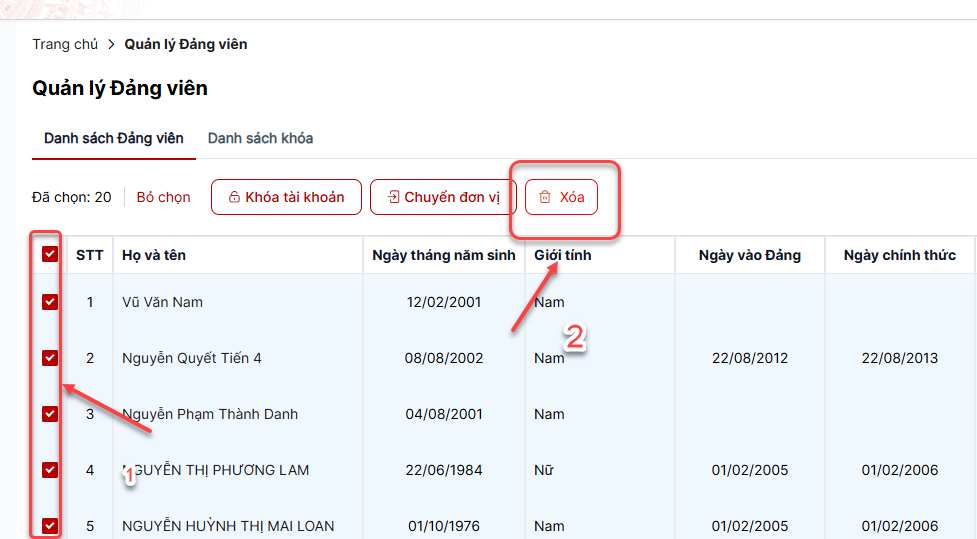 Trang chủ > Quản lý Đảng viên
Quản lý Đảng viên
Danh sách Đảng viên Danh sách khóa
Đã chọn: 20 Bỏ chọn Khóa tài khoản Chuyển đơn vị Xóa
STT Họ và tên Ngày tháng năm sinh Giới tính Ngày vào Đảng Ngày chính thức
1 Vũ Văn Nam 12/02/2001 Nam
2 Nguyễn Quyết Tiến 4 08/08/2002 Nam 22/08/2012 22/08/2013
2
3 Nguyễn Phạm Thành Danh 04/08/2001 Nam
4 NGUYỄN THỊ PHƯƠNG LAM 22/06/1984 Nữ 01/02/2005 01/02/2006
1
5 NGUYỄN HUỲNH THỊ MAI LOAN 01/10/1976 Nam 01/02/2005 01/02/2006